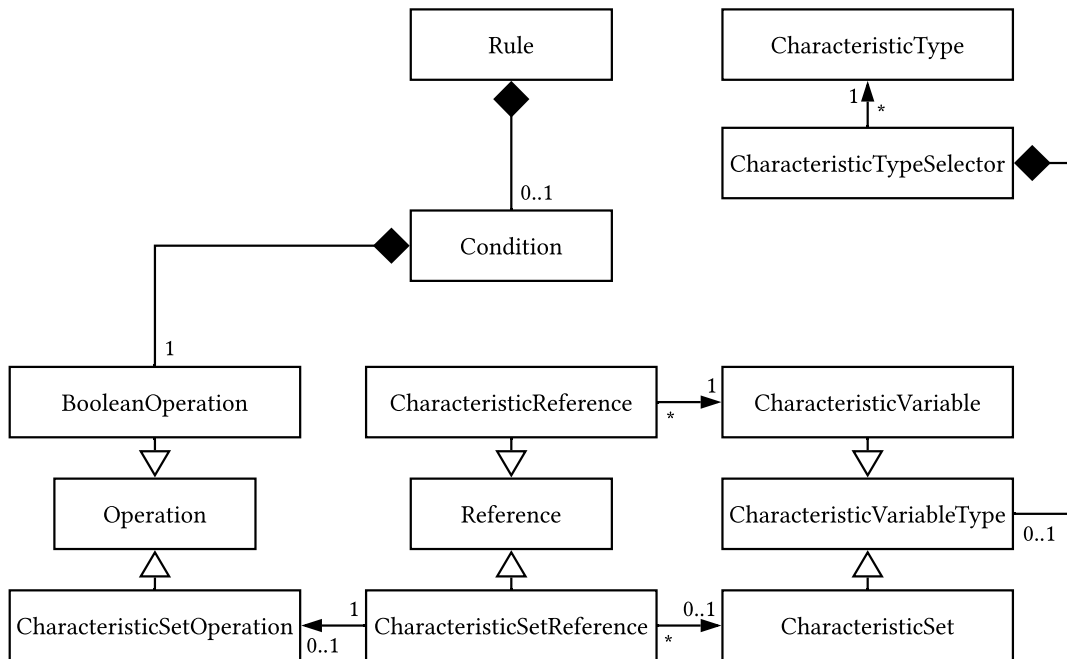 Rule
CharacteristicType
1
*
CharacteristicTypeSelector
0..1
Condition
1
BooleanOperation
CharacteristicReference
1
*
CharacteristicVariable
Operation
Reference
CharacteristicVariableType
0..1
CharacteristicSetOperation
1
0..1
CharacteristicSetReference
0..1
*
CharacteristicSet